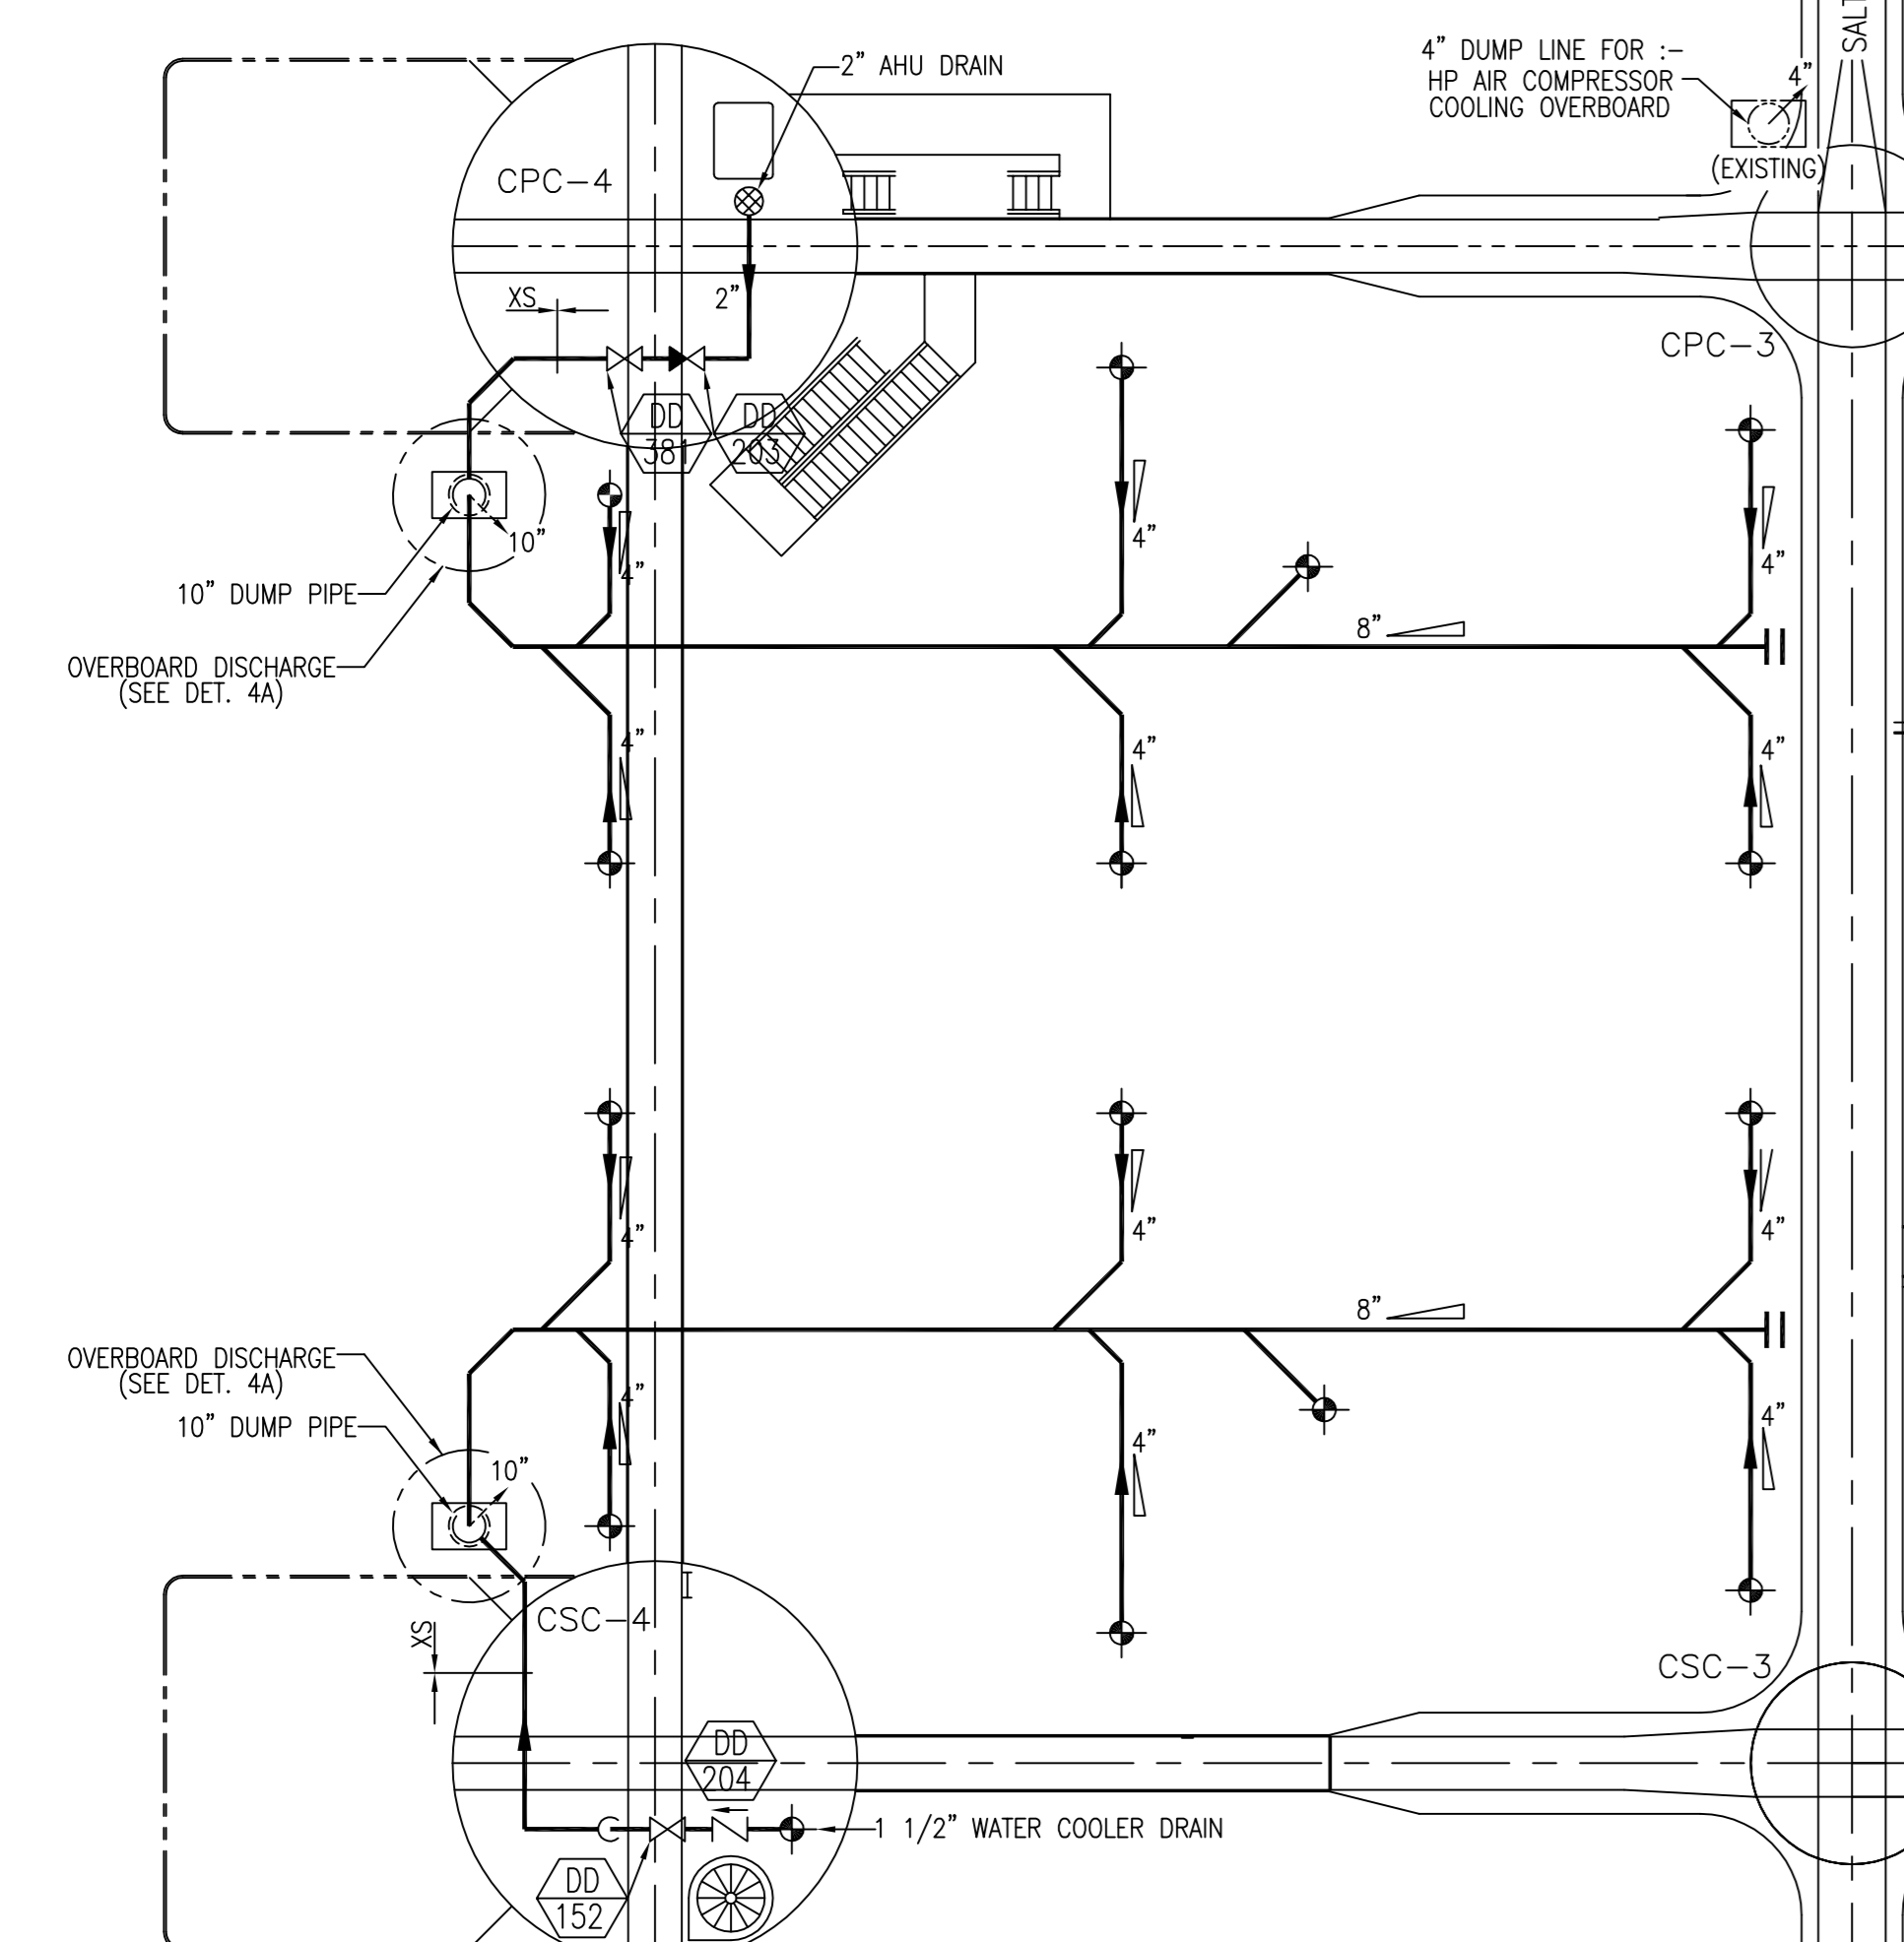 SALT
2” AHU DRAIN
4” DUMP LINE FOR :-
HP AIR COMPRESSOR
COOLING OVERBOARD
4”
(EXISTING)
CPC-4
2”
XS
CPC-3
DD
381
DD
203
10”
4”
4”
4”
10” DUMP PIPE
8”
OVERBOARD DISCHARGE
(SEE DET. 4A)
4”
4”
4”
4”
4”
4”
8”
OVERBOARD DISCHARGE
(SEE DET. 4A)
10” DUMP PIPE
4”
4”
4”
10”
CSC-4
XS
CSC-3
DD
204
1 1/2” WATER COOLER DRAIN
DD
152